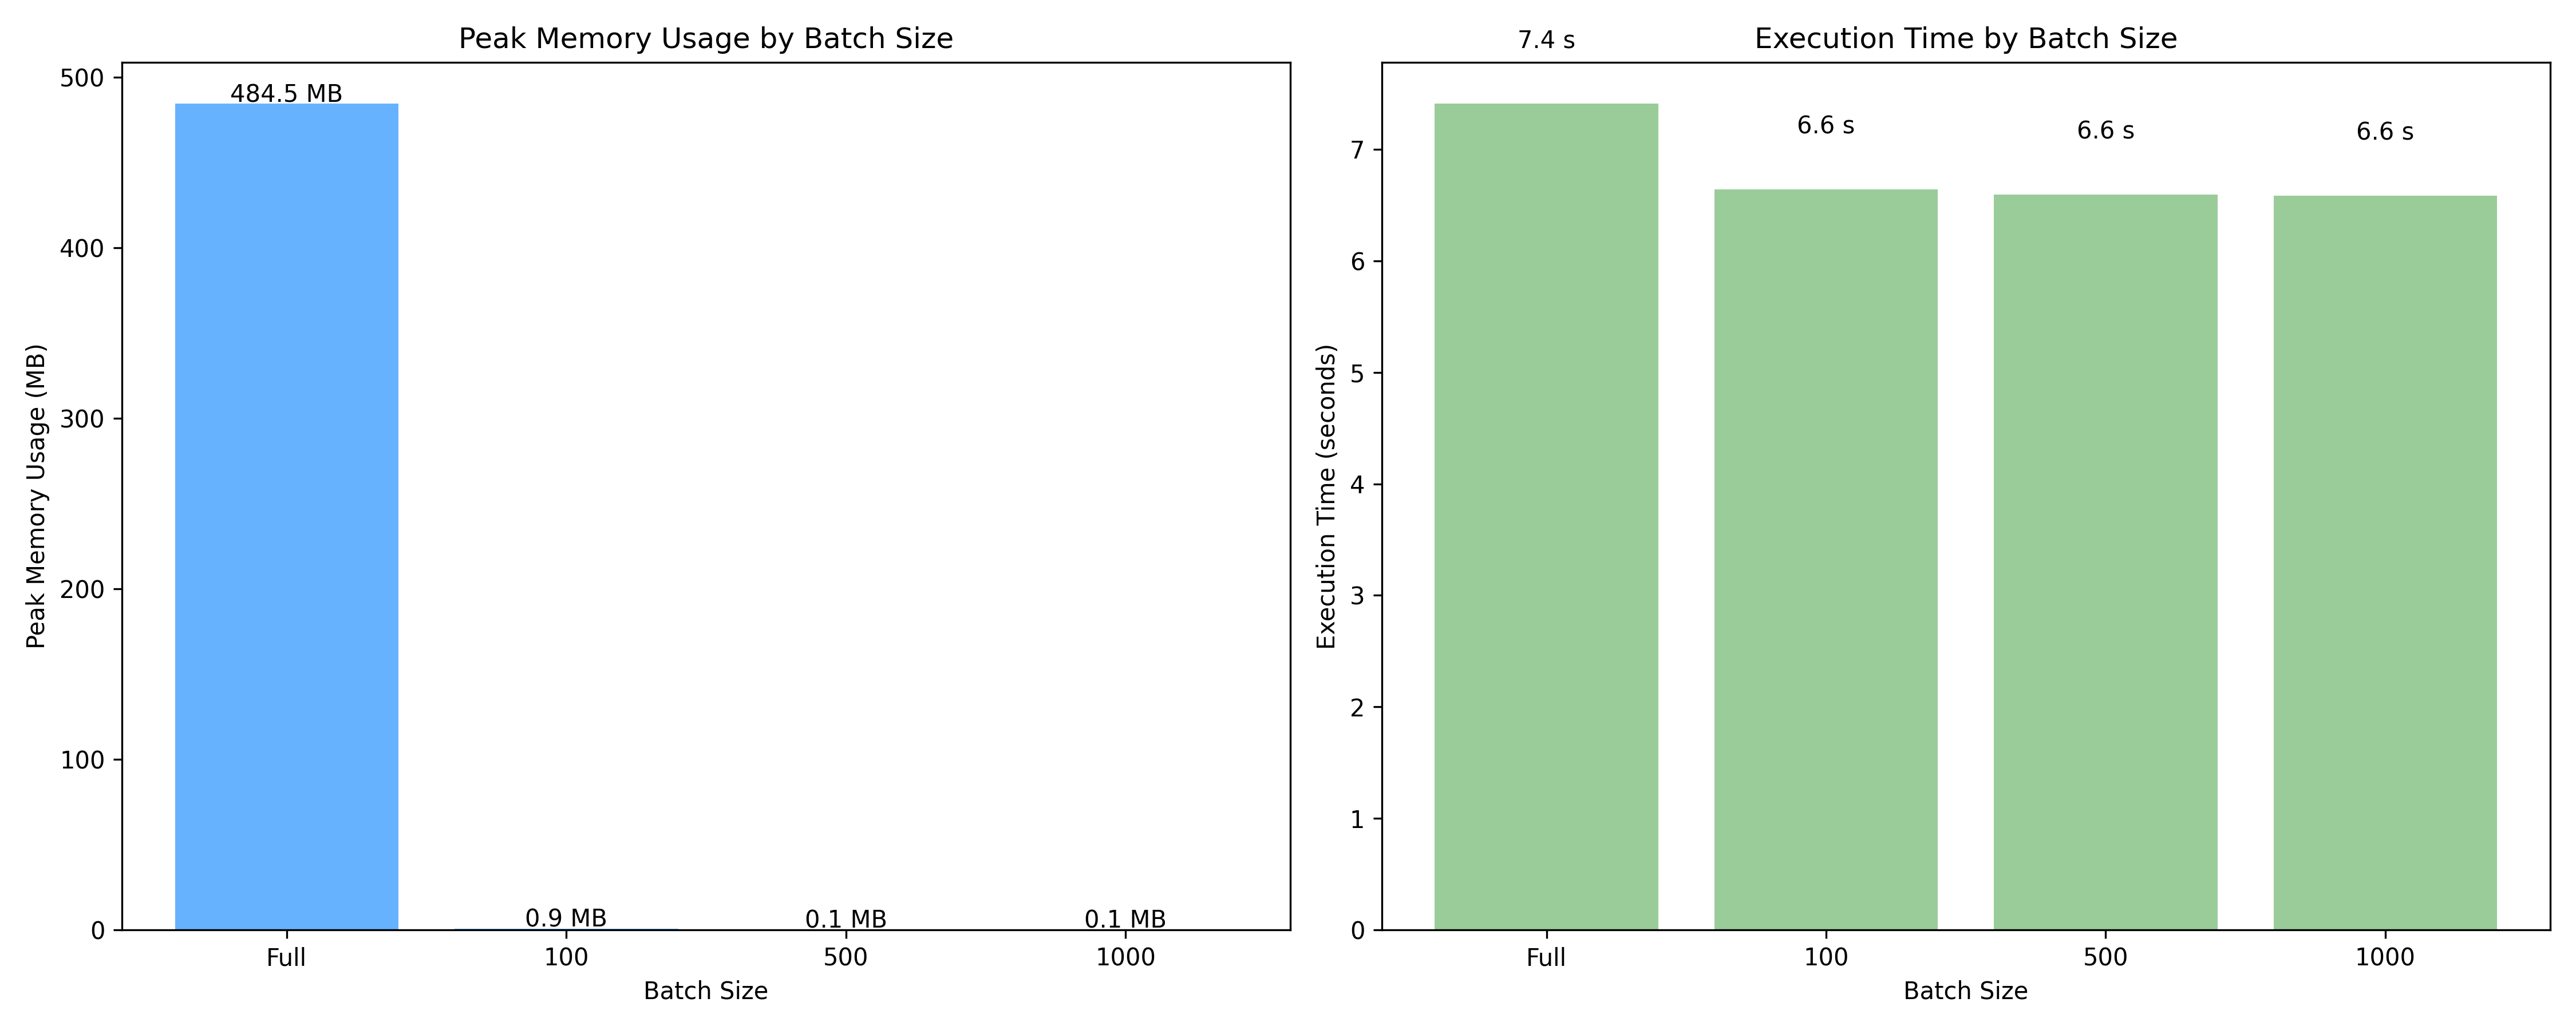 Peak Memory Usage by Batch Size
Peak Memory Usage (MB)
500
400
300
200
100
0
484.5 MB
0.9 MB
0.1 MB
0.1 MB
Full
100
500
1000
Batch Size
Execution Time by Batch Size
Execution Time (seconds)
7
6
5
4
3
2
1
0
7.4 s
6.6 s
6.6 s
6.6 s
Full
100
500
1000
Batch Size